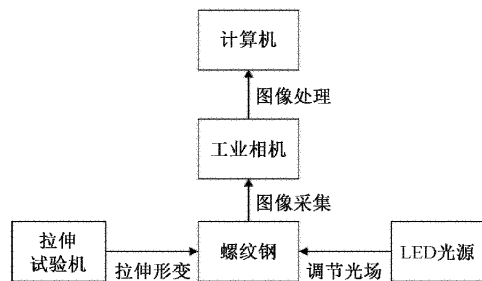 计算机
图像处理
工业相机
图像采集
拉伸
试验机
拉伸形变
螺纹钢
调节光场
LED光源